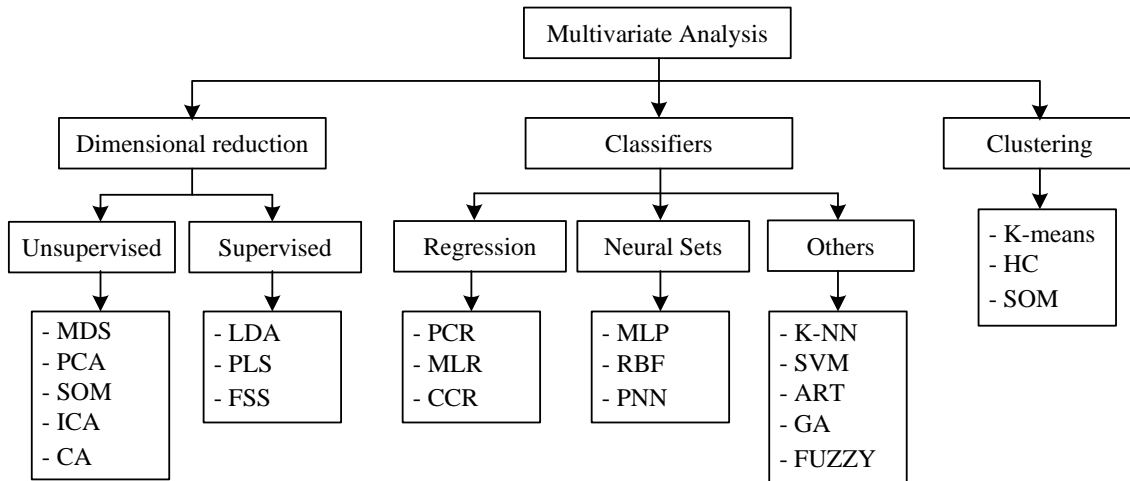 Multivariate Analysis
Dimensional reduction
Classifiers
Clustering
Unsupervised
Supervised
Regression
Neural Sets
Others
- K-means
- HC
- SOM
- MDS
- PCA
- SOM
- ICA
- CA
- LDA
- PLS
- FSS
- PCR
- MLR
- CCR
- MLP
- RBF
- PNN
- K-NN
- SVM
- ART
- GA
- FUZZY